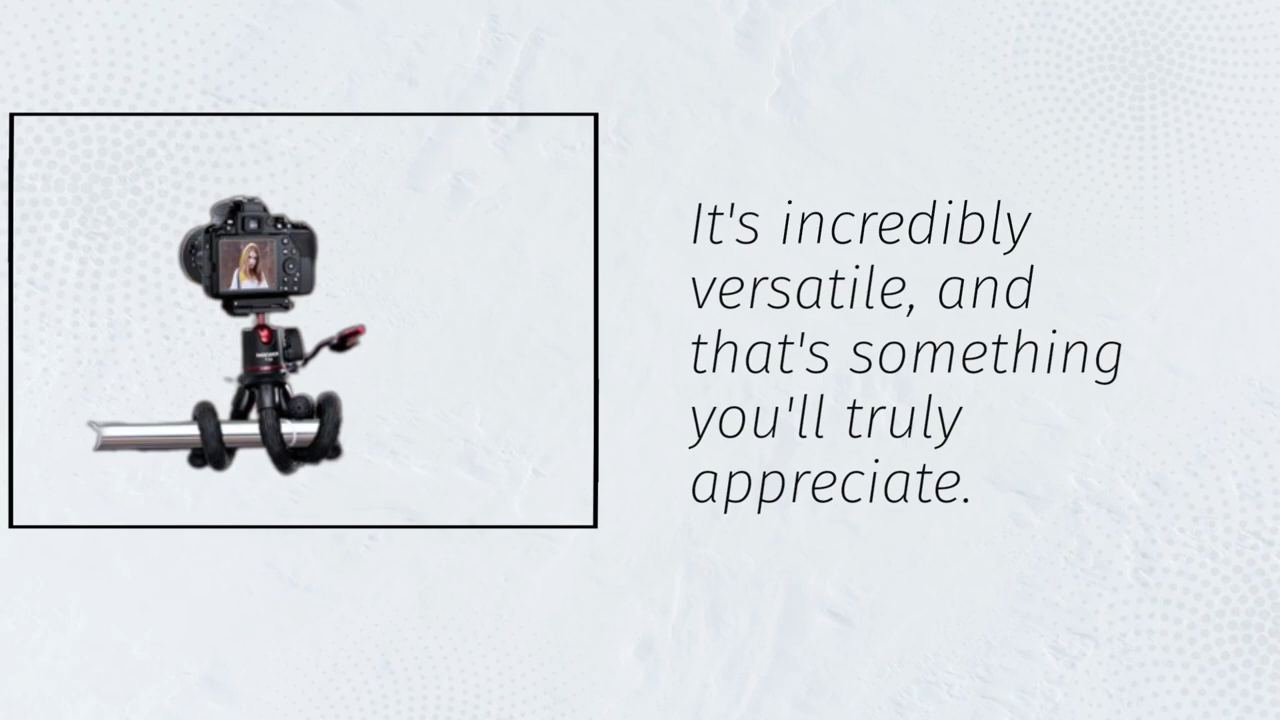 It's incredibly
versatile, and
that's something
you'll truly
appreciate.